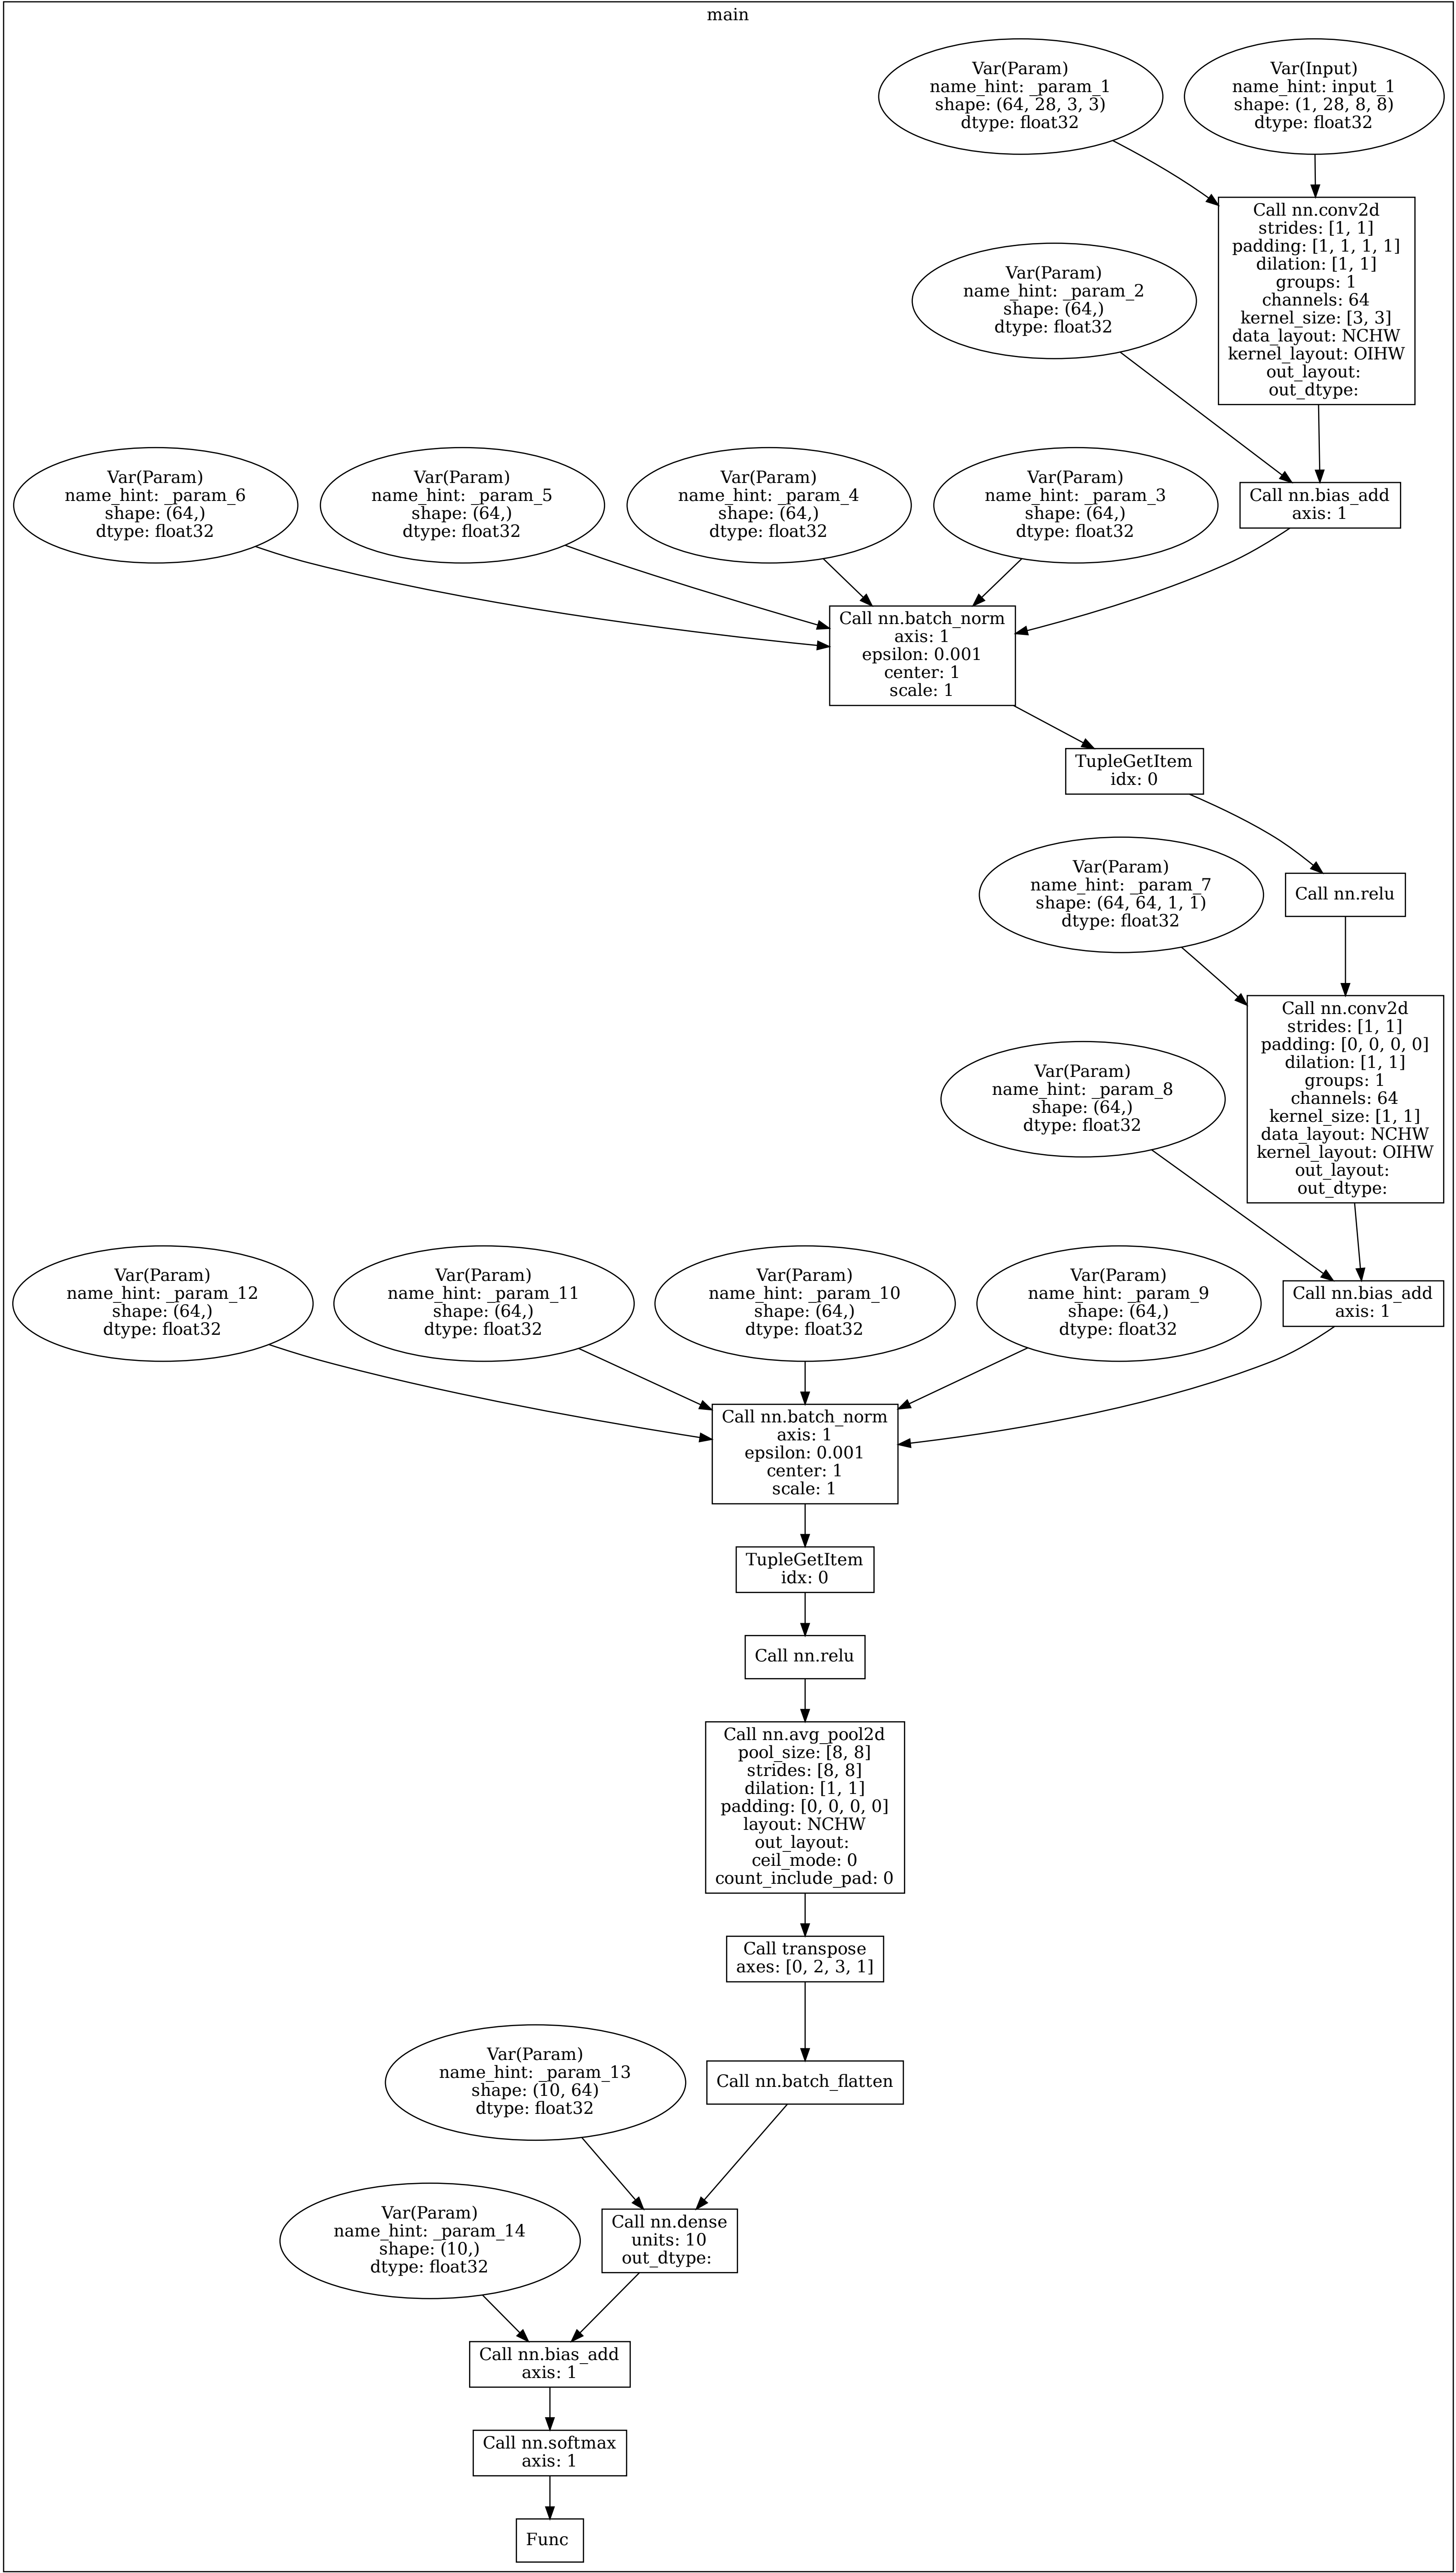 main
Var(Param)
name_hint: _param_1
shape: (64, 28, 3, 3)
dtype: float32
Var(Input)
name_hint: input_1
shape: (1, 28, 8, 8)
dtype: float32
Call nn.conv2d
strides: [1, 1]
padding: [1, 1, 1, 1]
dilation: [1, 1]
groups: 1
channels: 64
kernel_size: [3, 3]
data_layout: NCHW
kernel_layout: OIHW
out_layout:
out_dtype:
Var(Param)
name_hint: _param_2
shape: (64,)
dtype: float32
Var(Param)
name_hint: _param_6
shape: (64,)
dtype: float32
Var(Param)
name_hint: _param_5
shape: (64,)
dtype: float32
Var(Param)
name_hint: _param_4
shape: (64,)
dtype: float32
Var(Param)
name_hint: _param_3
shape: (64,)
dtype: float32
Call nn.bias_add
axis: 1
Call nn.batch_norm
axis: 1
epsilon: 0.001
center: 1
scale: 1
TupleGetItem
idx: 0
Var(Param)
name_hint: _param_7
shape: (64, 64, 1, 1)
dtype: float32
Call nn.relu
Call nn.conv2d
strides: [1, 1]
padding: [0, 0, 0, 0]
dilation: [1, 1]
groups: 1
channels: 64
kernel_size: [1, 1]
data_layout: NCHW
kernel_layout: OIHW
out_layout:
out_dtype:
Var(Param)
name_hint: _param_8
shape: (64,)
dtype: float32
Var(Param)
name_hint: _param_12
shape: (64,)
dtype: float32
Var(Param)
name_hint: _param_11
shape: (64,)
dtype: float32
Var(Param)
name_hint: _param_10
shape: (64,)
dtype: float32
Var(Param)
name_hint: _param_9
shape: (64,)
dtype: float32
Call nn.bias_add
axis: 1
Call nn.batch_norm
axis: 1
epsilon: 0.001
center: 1
scale: 1
TupleGetItem
idx: 0
Call nn.relu
Call nn.avg_pool2d
pool_size: [8, 8]
strides: [8, 8]
dilation: [1, 1]
padding: [0, 0, 0, 0]
layout: NCHW
out_layout:
ceil_mode: 0
count_include_pad: 0
Call transpose
axes: [0, 2, 3, 1]
Var(Param)
name_hint: _param_13
shape: (10, 64)
dtype: float32
Call nn.batch_flatten
Var(Param)
name_hint: _param_14
shape: (10,)
dtype: float32
Call nn.dense
units: 10
out_dtype:
Call nn.bias_add
axis: 1
Call nn.softmax
axis: 1
Func